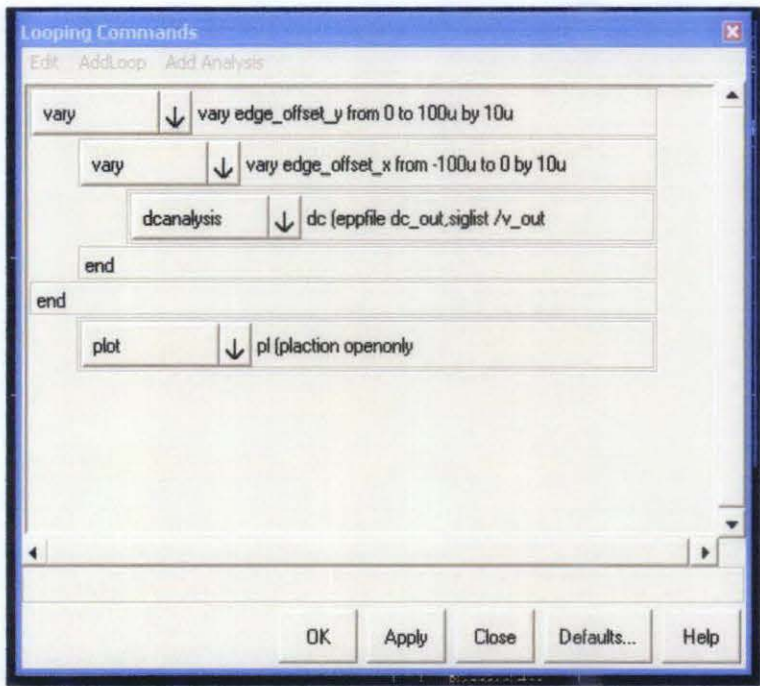 Looping Commands
Edit AddLoop Add Analysis
vary vary edge_offset_y from 0 to 100u by 10u
vary vary edge_offset_x from -100u to 0 by 10u
dcanalysis dc (eppfile dc_out,siglist /v_out
end
end
plot pl (plaction openonly
OK Apply Close Defaults... Help